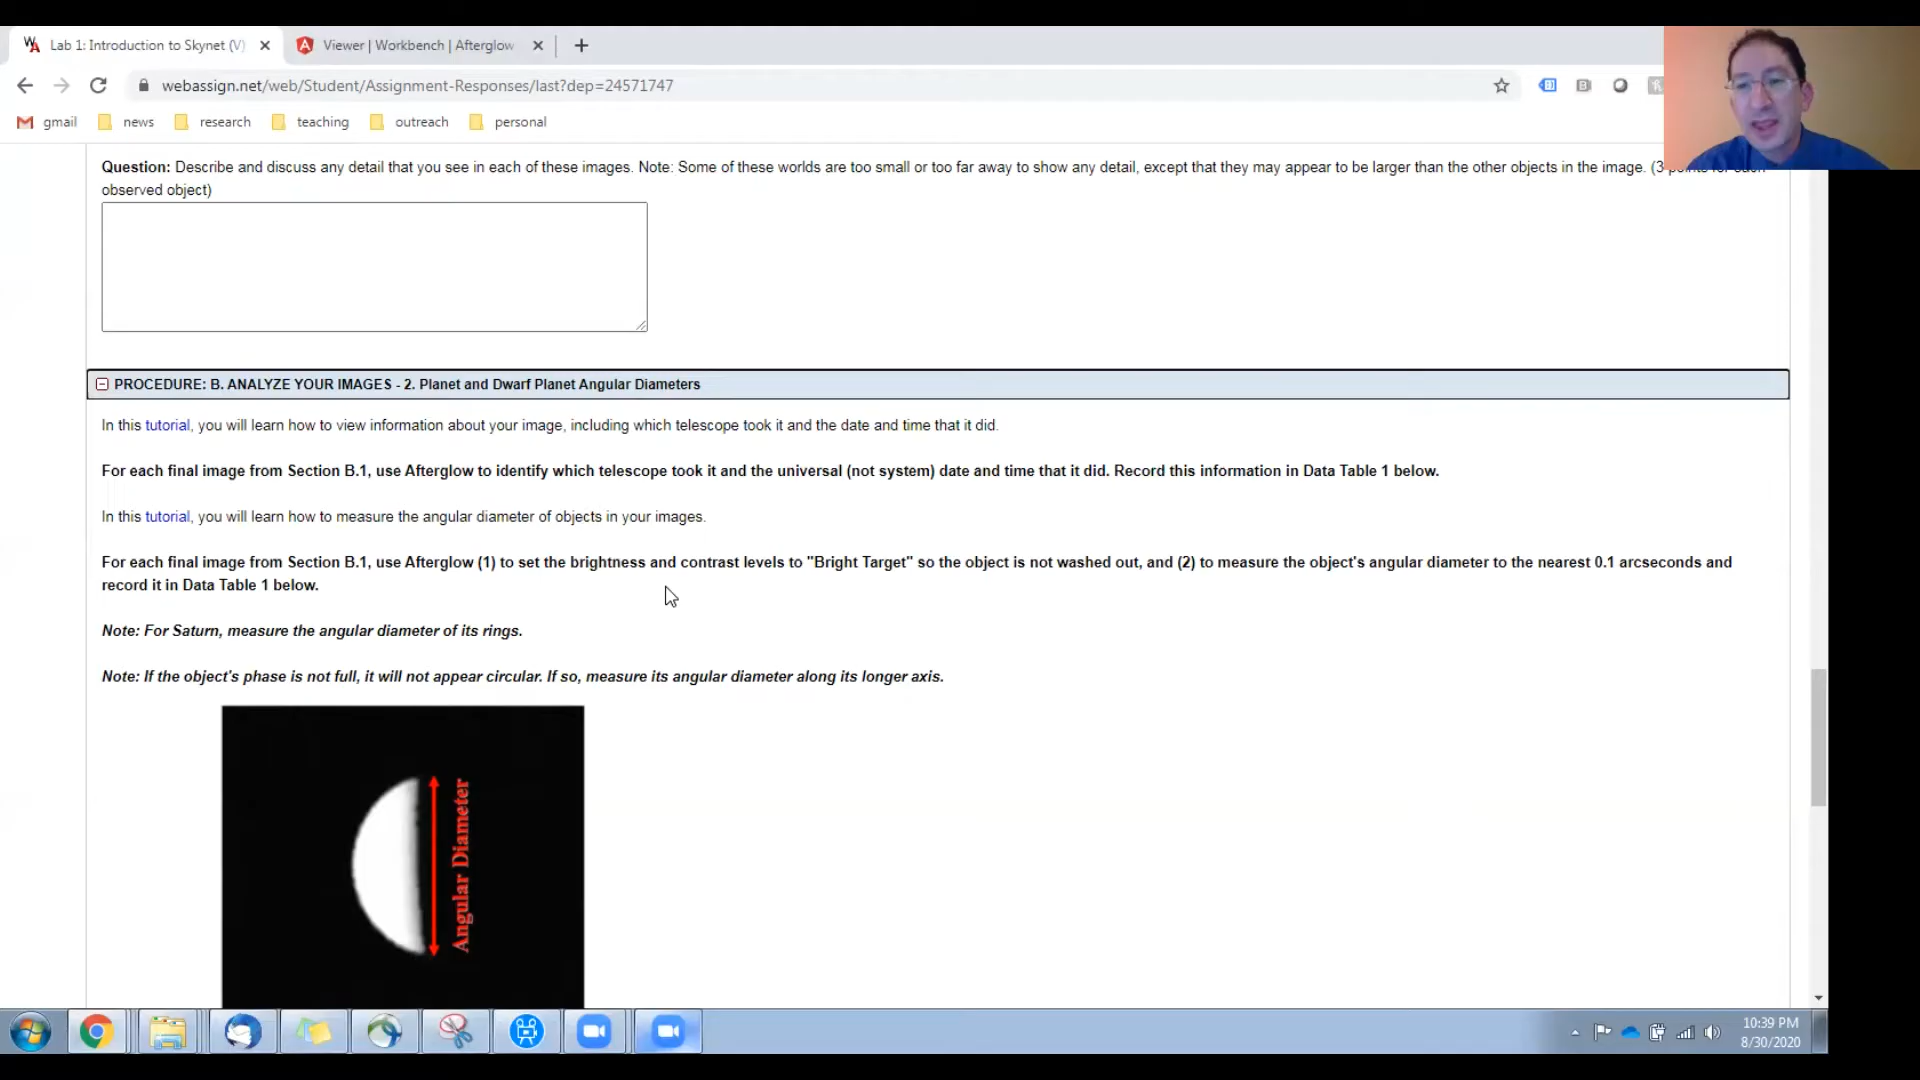 Lab 1: Introduction to Skynet (V)
Viewer | Workbench | Afterglow
webassign.net/web/Student/Assignment-Responses/last?dep=24571747
gmail
news
research
teaching
outreach
personal
Question: Describe and discuss any detail that you see in each of these images. Note: Some of these worlds are too small or too far away to show any detail, except that they may appear to be larger than the other objects in the image. (3 points for each
observed object)
PROCEDURE: B. ANALYZE YOUR IMAGES - 2. Planet and Dwarf Planet Angular Diameters
In this tutorial, you will learn how to view information about your image, including which telescope took it and the date and time that it did.
For each final image from Section B.1, use Afterglow to identify which telescope took it and the universal (not system) date and time that it did. Record this information in Data Table 1 below.
In this tutorial, you will learn how to measure the angular diameter of objects in your images.
For each final image from Section B.1, use Afterglow (1) to set the brightness and contrast levels to "Bright Target" so the object is not washed out, and (2) to measure the object's angular diameter to the nearest 0.1 arcseconds and
record it in Data Table 1 below.
Note: For Saturn, measure the angular diameter of its rings.
Note: If the object's phase is not full, it will not appear circular. If so, measure its angular diameter along its longer axis.
Angular Diameter
10:39 PM
8/30/2020